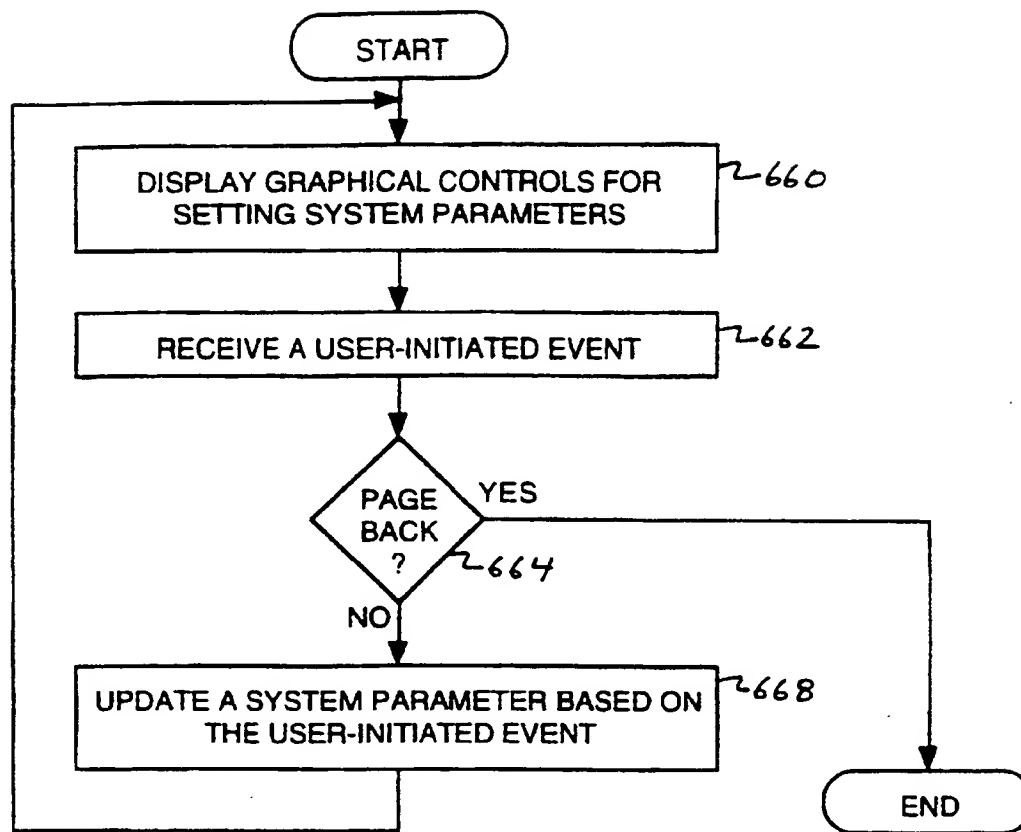 START
DISPLAY GRAPHICAL CONTROLS FOR
SETTING SYSTEM PARAMETERS
660
RECEIVE A USER-INITIATED EVENT
662
PAGE
BACK
?
YES
664
NO
UPDATE A SYSTEM PARAMETER BASED ON
THE USER-INITIATED EVENT
668
END